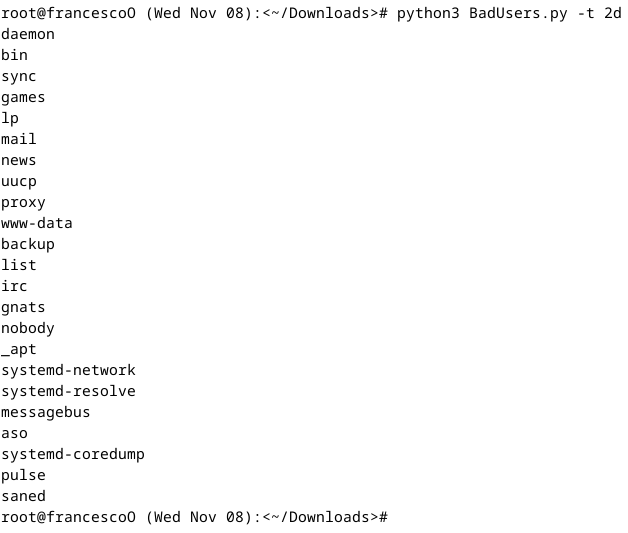 root@francescoO (Wed Nov 08):<~/Downloads># python3 BadUsers.py -t 2d
daemon
bin
sync
games
lp
mail
news
uucp
proxy
www-data
backup
list
irc
gnats
nobody
_apt
systemd-network
systemd-resolve
messagebus
aso
systemd-coredump
pulse
saned
root@francescoO (Wed Nov 08):<~/Downloads>#